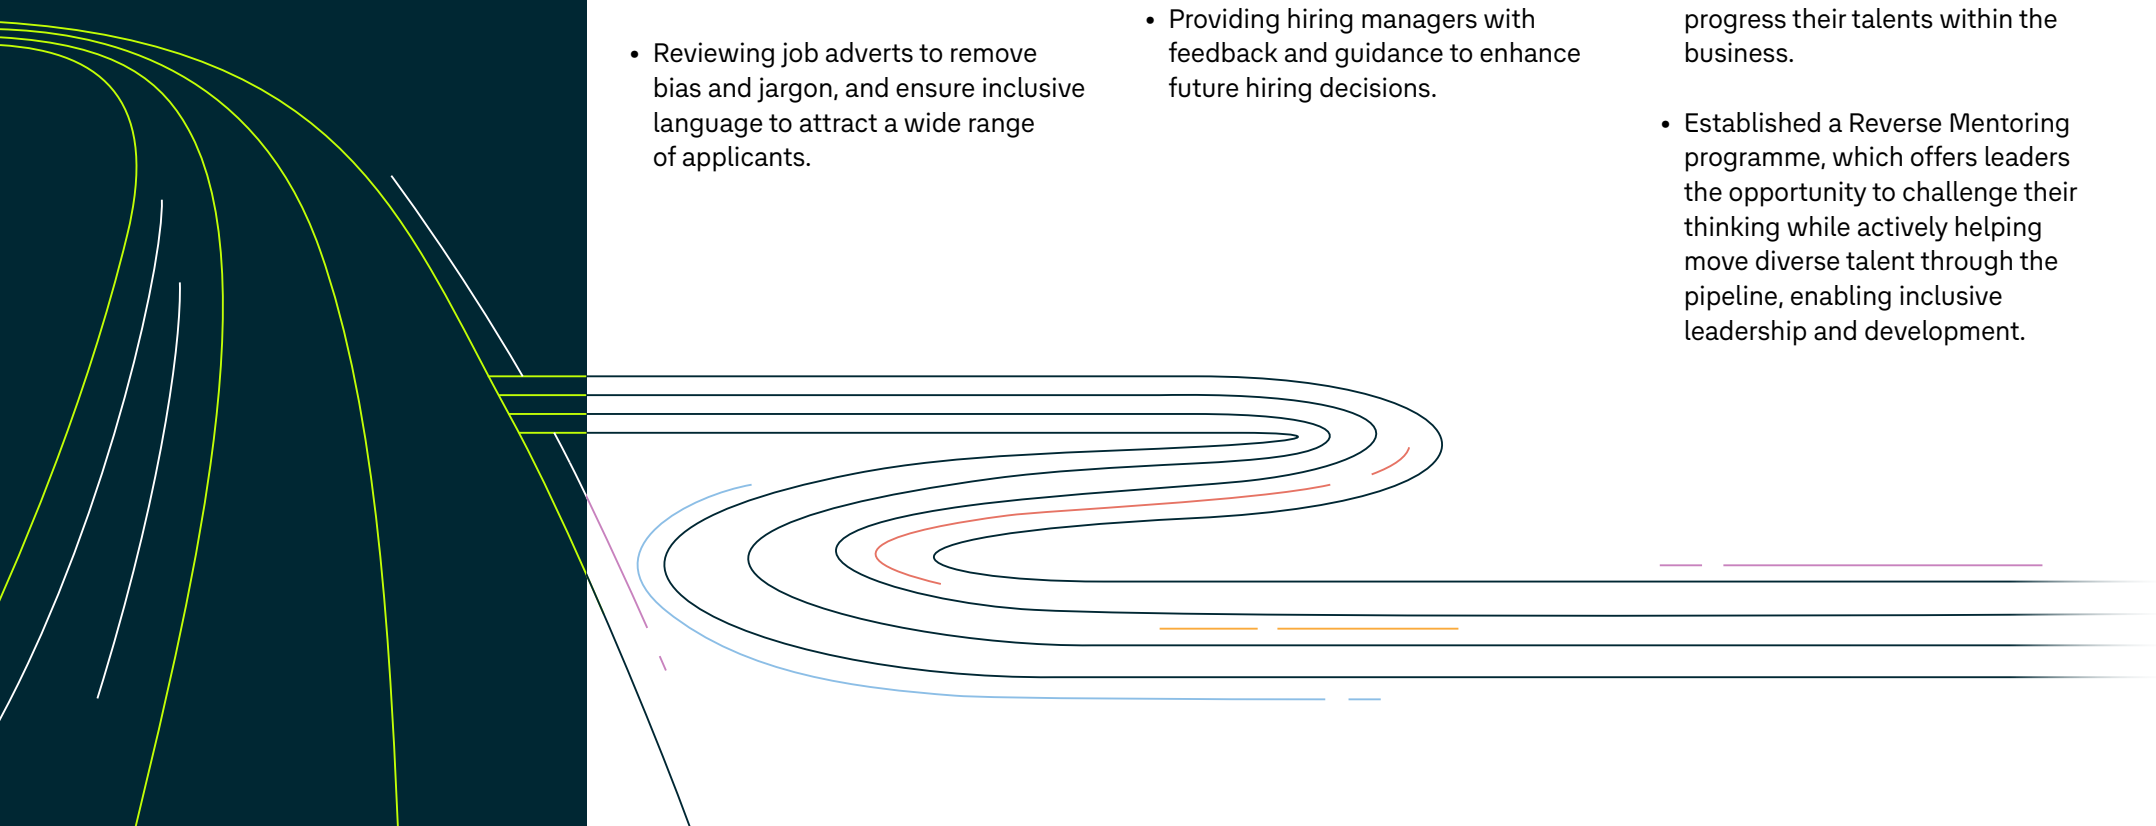 • Reviewing job adverts to remove
bias and jargon, and ensure inclusive
language to attract a wide range
of applicants.
• Providing hiring managers with
feedback and guidance to enhance
future hiring decisions.
progress their talents within the
business.
• Established a Reverse Mentoring
programme, which offers leaders
the opportunity to challenge their
thinking while actively helping
move diverse talent through the
pipeline, enabling inclusive
leadership and development.